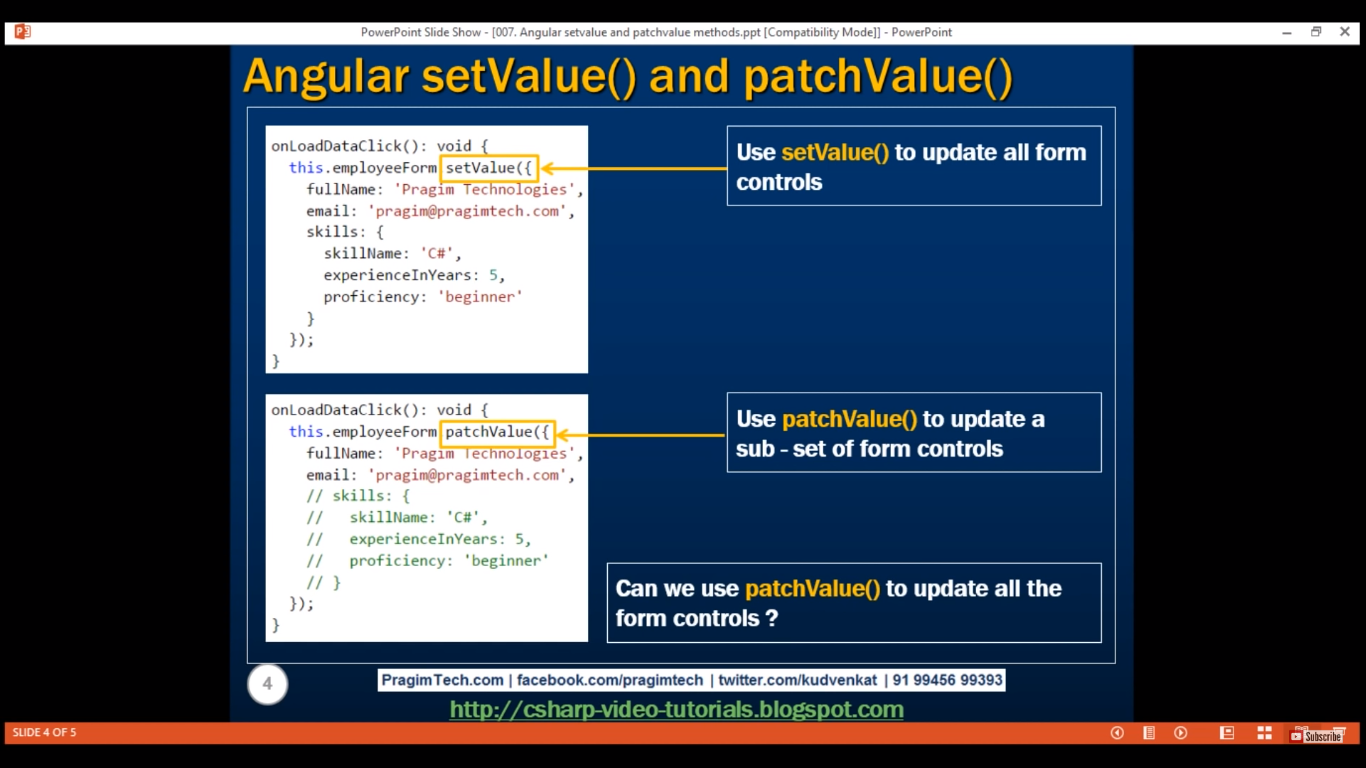 PowerPoint Slide Show - [007. Angular setvalue and patchvalue methods.ppt [Compatibility Mode]] - PowerPoint
Angular setValue() and patchValue()
onLoadDataClick(): void {
this.employeeForm.setValue({
fullName: 'Pragim Technologies',
email: 'pragim@pragimtech.com',
skills: {
skillName: 'C#',
experienceInYears: 5,
proficiency: 'beginner'
}
});
}
Use setValue() to update all form
controls
onLoadDataClick(): void {
this.employeeForm.patchValue({
fullName: 'Pragim Technologies',
email: 'pragim@pragimtech.com',
// skills: {
//   skillName: 'C#',
//   experienceInYears: 5,
//   proficiency: 'beginner'
// }
});
}
Use patchValue() to update a
sub - set of form controls
Can we use patchValue() to update all the
form controls ?
4
PragimTech.com | facebook.com/pragimtech | twitter.com/kudvenkat | 91 99456 99393
http://csharp-video-tutorials.blogspot.com
SLIDE 4 OF 5
Subscribe